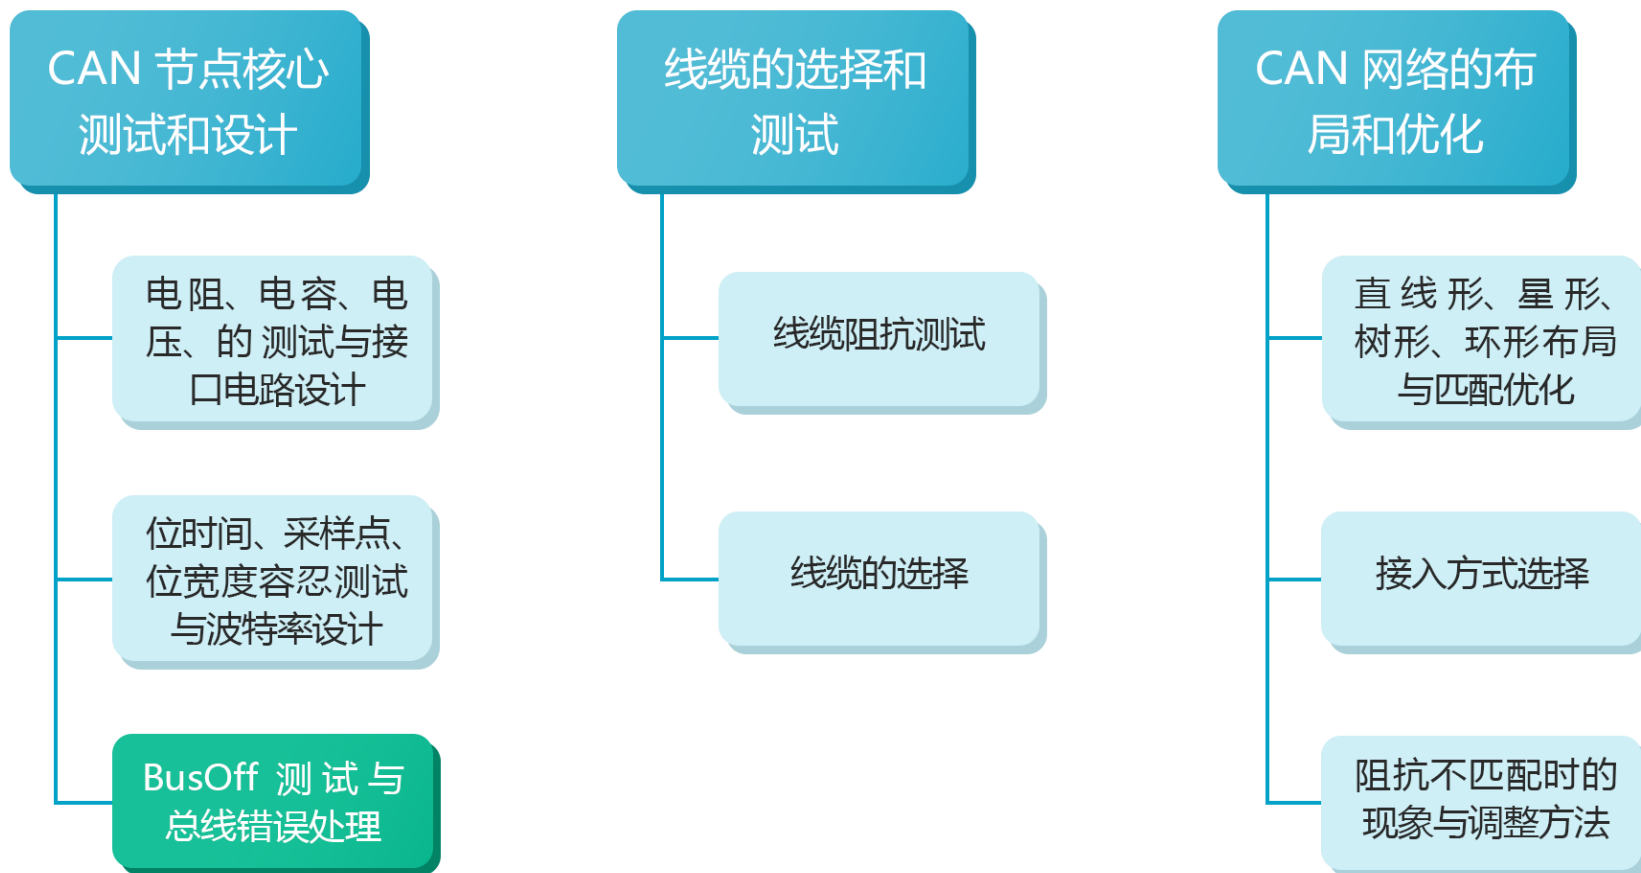 CAN 节点核心
测试和设计
电阻、电容、电
压、的 测试与接
口电路设计
位时间、采样点、
位宽度容忍测试
与波特率设计
BusOff 测试与
总线错误处理
线缆的选择和
测试
线缆阻抗测试
线缆的选择
CAN 网络的布
局和优化
直线形、星形、
树形、环形布局
与匹配优化
接入方式选择
阻抗不匹配时的
现象与调整方法